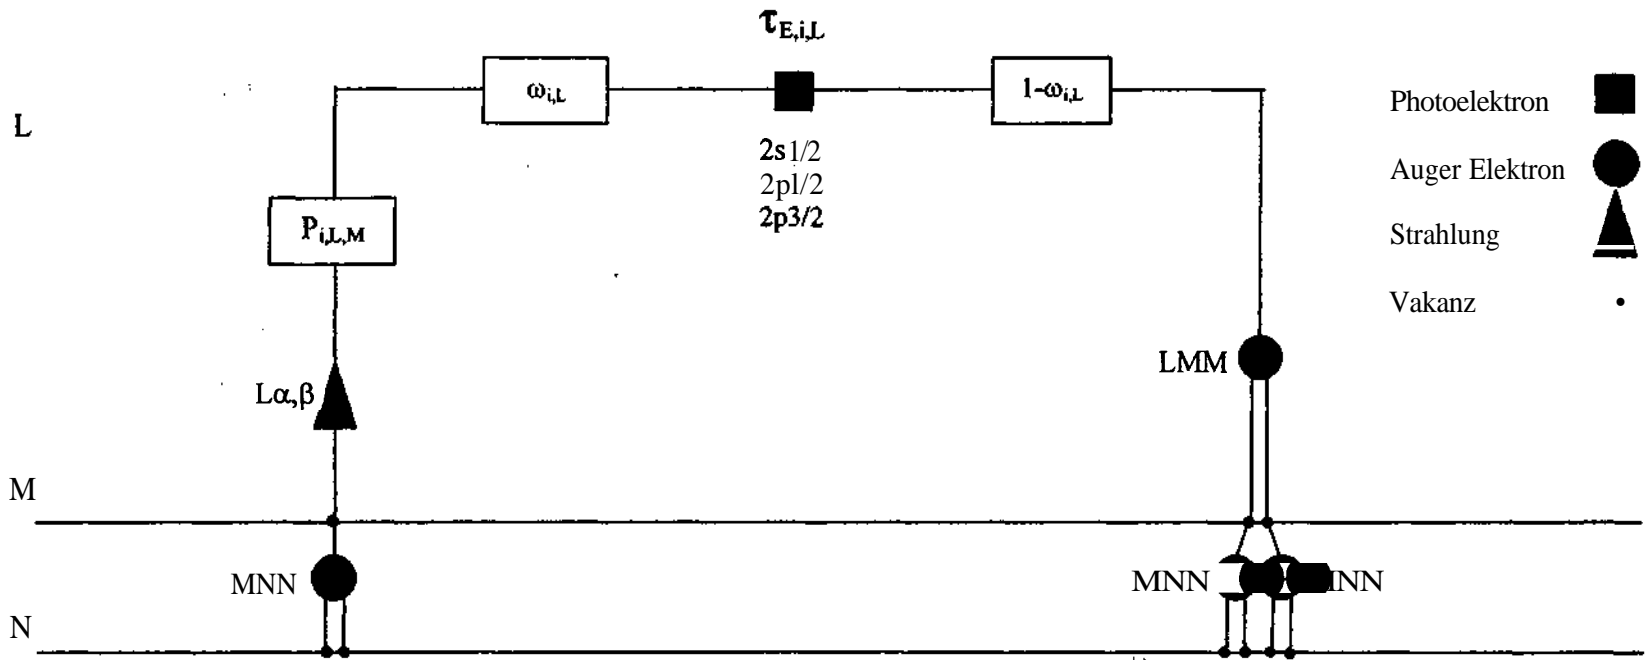 τE,i,L
L
ωi,L
1-ωi,L
2s1/2
2p1/2
2p3/2
Pi,L,M
Lα,β
LMM
M
MNN
MNN
N
Photoelektron
Auger Elektron
Strahlung
Vakanz